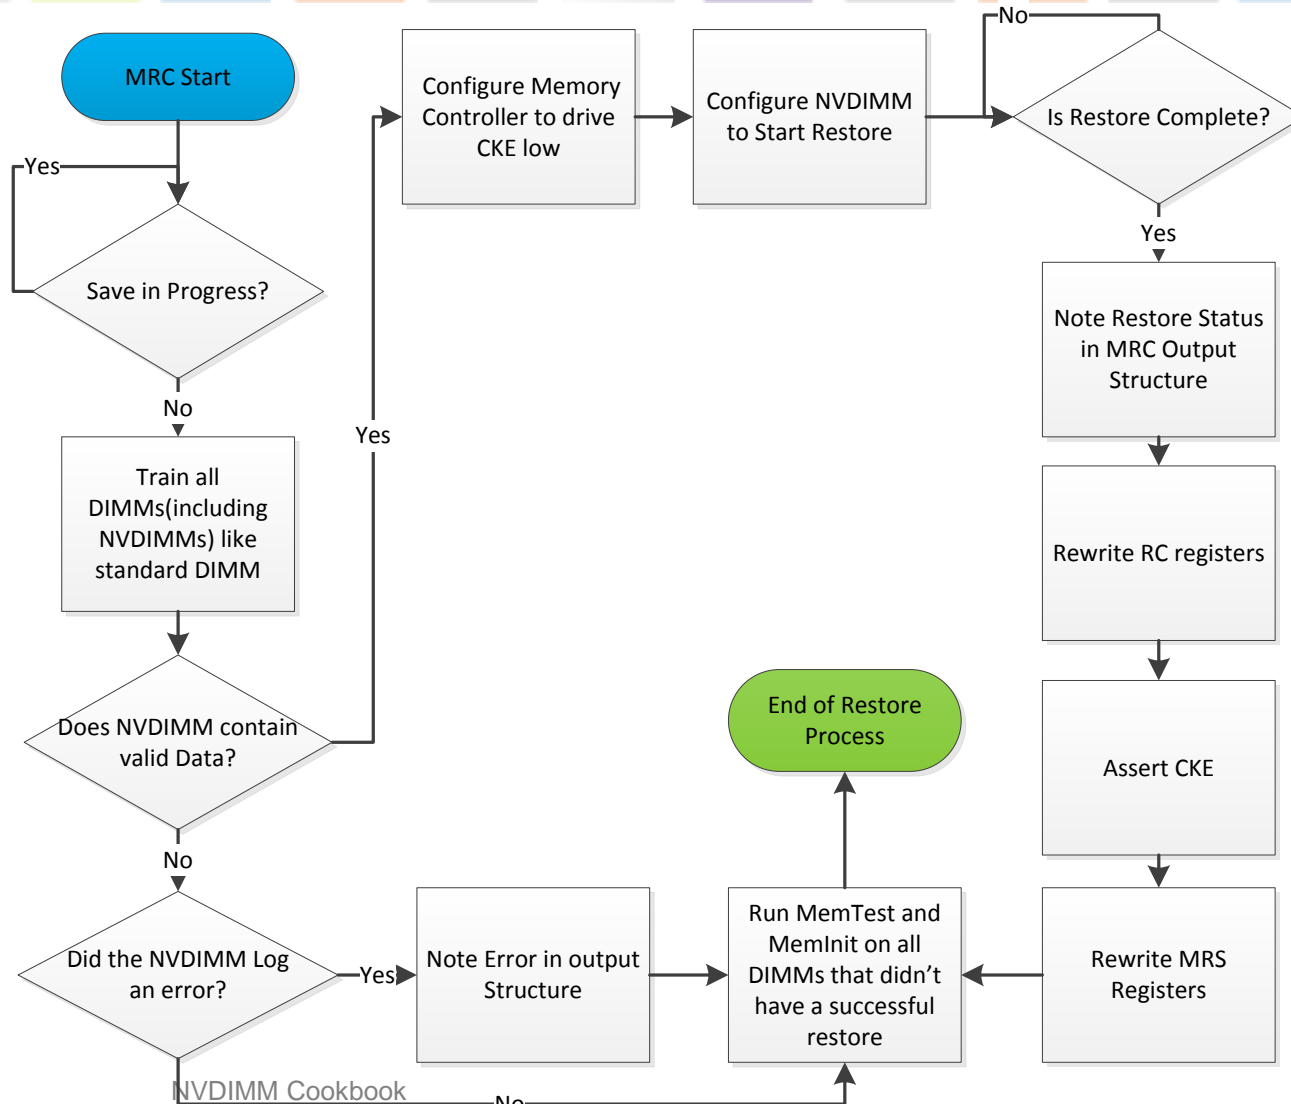 MRC Start
Yes
Save in Progress?
No
Train all
DIMMs(including
NVDIMMs) like
standard DIMM
Does NVDIMM contain
valid Data?
Yes
No
Did the NVDIMM Log
an error?
Yes
Note Error in output
Structure
No
Configure Memory
Controller to drive
CKE low
Configure NVDIMM
to Start Restore
No
Is Restore Complete?
Yes
Note Restore Status
in MRC Output
Structure
Rewrite RC registers
Assert CKE
Rewrite MRS
Registers
Run MemTest and
MemInit on all
DIMMs that didn’t
have a successful
restore
End of Restore
Process
NVDIMM Cookbook